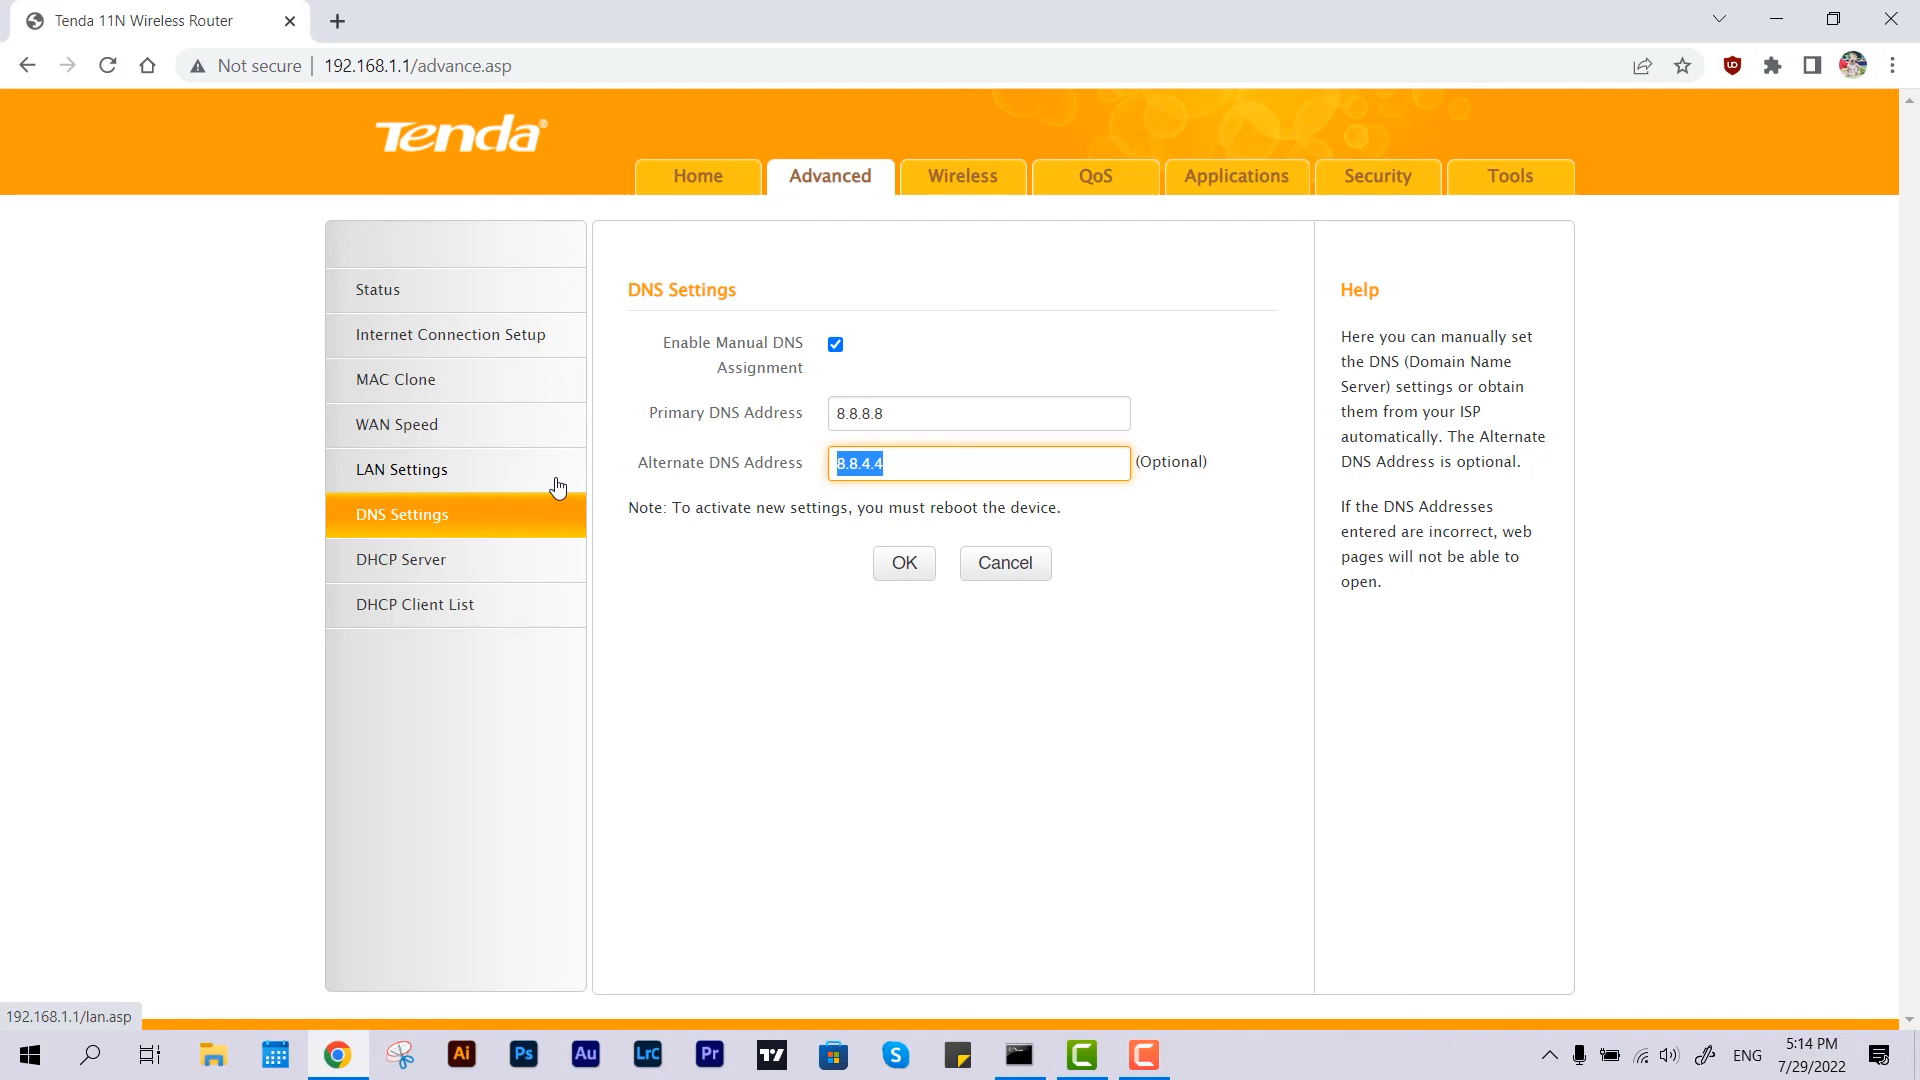 Tenda 11N Wireless Router
Not secure
192.168.1.1/advance.asp
Tenda®
Home
Advanced
Wireless
QoS
Applications
Security
Tools
Status
Internet Connection Setup
MAC Clone
WAN Speed
LAN Settings
DNS Settings
DHCP Server
DHCP Client List
DNS Settings
Enable Manual DNS
Assignment
Primary DNS Address 8.8.8.8
Alternate DNS Address 8.8.4.4 (Optional)
Note: To activate new settings, you must reboot the device.
OK
Cancel
Help
Here you can manually set
the DNS (Domain Name
Server) settings or obtain
them from your ISP
automatically. The Alternate
DNS Address is optional.
If the DNS Addresses
entered are incorrect, web
pages will not be able to
open.
192.168.1.1/lan.asp
Ai
Ps
Au
LrC
Pr
ENG
5:14 PM
7/29/2022